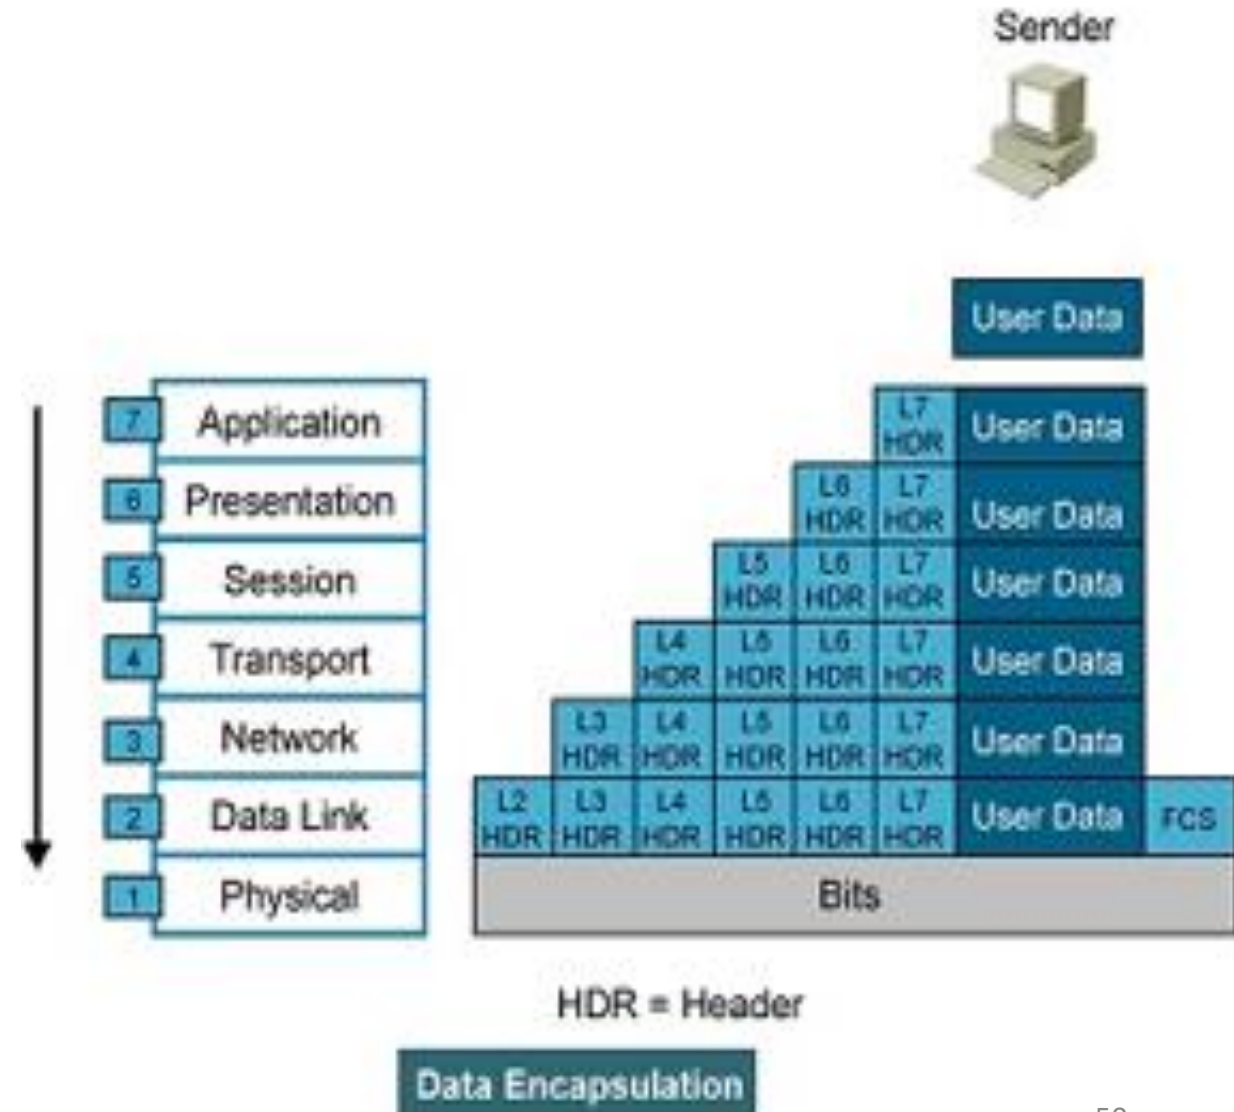 Sender
User Data
7 Application L7 HDR User Data
6 Presentation L6 HDR L7 HDR User Data
5 Session L5 HDR L6 HDR L7 HDR User Data
4 Transport L4 HDR L5 HDR L6 HDR L7 HDR User Data
3 Network L3 HDR L4 HDR L5 HDR L6 HDR L7 HDR User Data
2 Data Link L2 HDR L3 HDR L4 HDR L5 HDR L6 HDR L7 HDR User Data FCS
1 Physical Bits
HDR = Header
Data Encapsulation